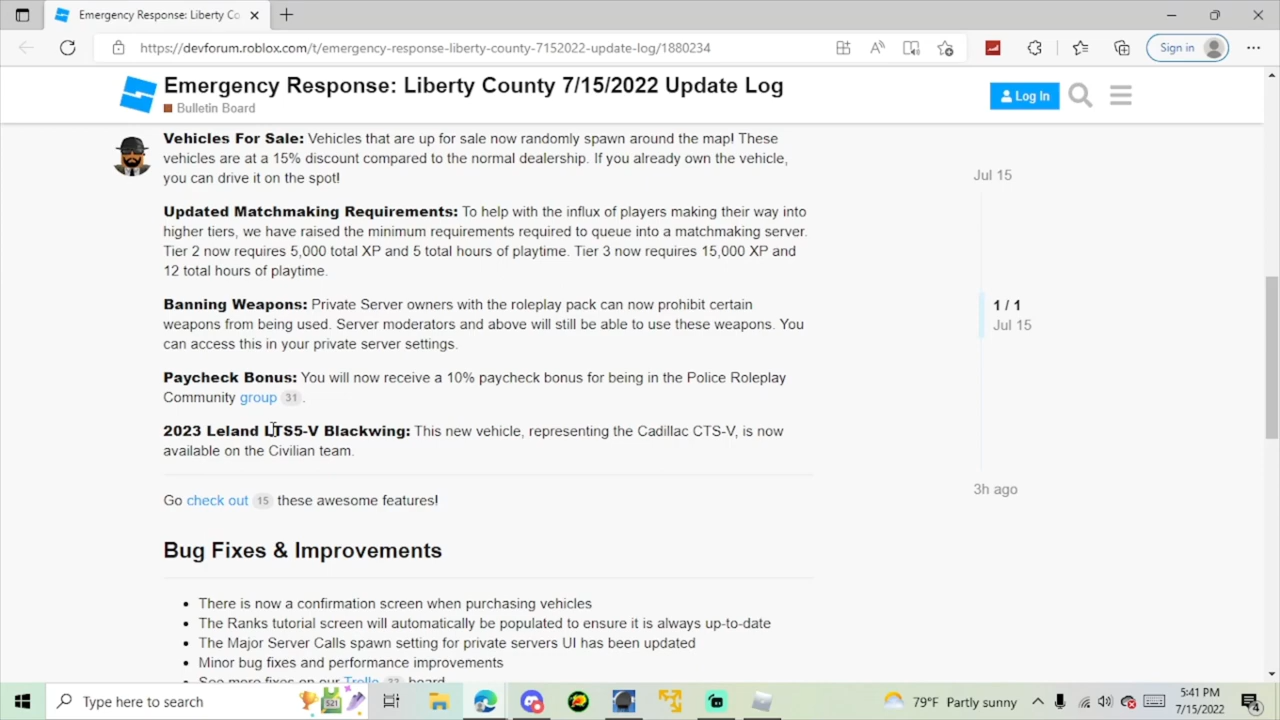 Emergency Response: Liberty Co
https://devforum.roblox.com/t/emergency-response-liberty-county-7152022-update-log/1880234
Sign in
Emergency Response: Liberty County 7/15/2022 Update Log
Bulletin Board
Log In
Vehicles For Sale: Vehicles that are up for sale now randomly spawn around the map! These
vehicles are at a 15% discount compared to the normal dealership. If you already own the vehicle,
you can drive it on the spot!
Jul 15
Updated Matchmaking Requirements: To help with the influx of players making their way into
higher tiers, we have raised the minimum requirements required to queue into a matchmaking server.
Tier 2 now requires 5,000 total XP and 5 total hours of playtime. Tier 3 now requires 15,000 XP and
12 total hours of playtime.
Banning Weapons: Private Server owners with the roleplay pack can now prohibit certain
weapons from being used. Server moderators and above will still be able to use these weapons. You
can access this in your private server settings.
1 / 1
Jul 15
Paycheck Bonus: You will now receive a 10% paycheck bonus for being in the Police Roleplay
Community group 31.
2023 Leland LTS5-V Blackwing: This new vehicle, representing the Cadillac CTS-V, is now
available on the Civilian team.
Go check out 15 these awesome features!
3h ago
Bug Fixes & Improvements
• There is now a confirmation screen when purchasing vehicles
• The Ranks tutorial screen will automatically be populated to ensure it is always up-to-date
• The Major Server Calls spawn setting for private servers UI has been updated
• Minor bug fixes and performance improvements
• See more fixes on our Trello 22 board
Type here to search
79°F Partly sunny
5:41 PM
7/15/2022
4